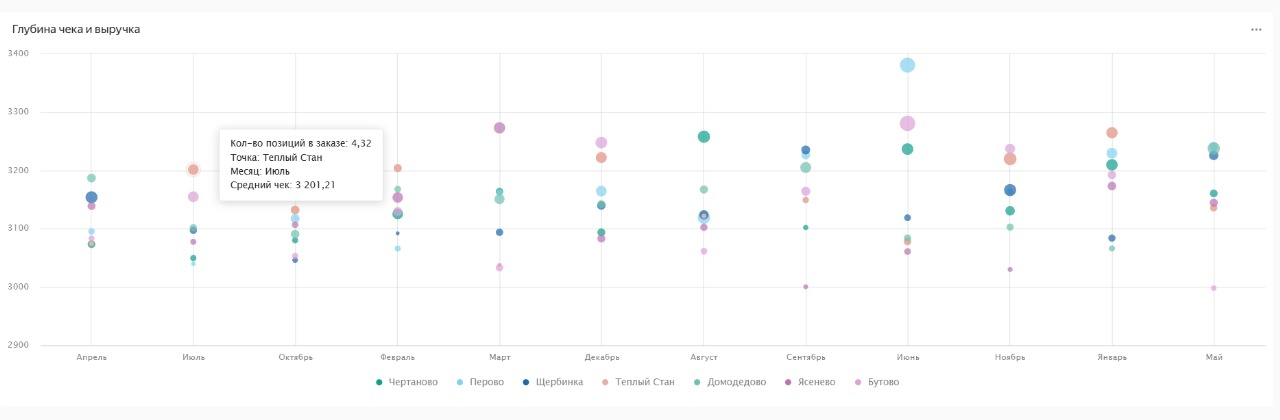 Глубина чека и выручка
3400
3300
3200
3100
3000
2900
Кол-во позиций в заказе: 4,32
Точка: Теплый Стан
Месяц: Июль
Средний чек: 3 201,21
Апрель Июль Октябрь Февраль Март Декабрь Август Сентябрь Июнь Ноябрь Январь Май
Чертаново Перово Щербинка Теплый Стан Домодедово Ясенево Бутово